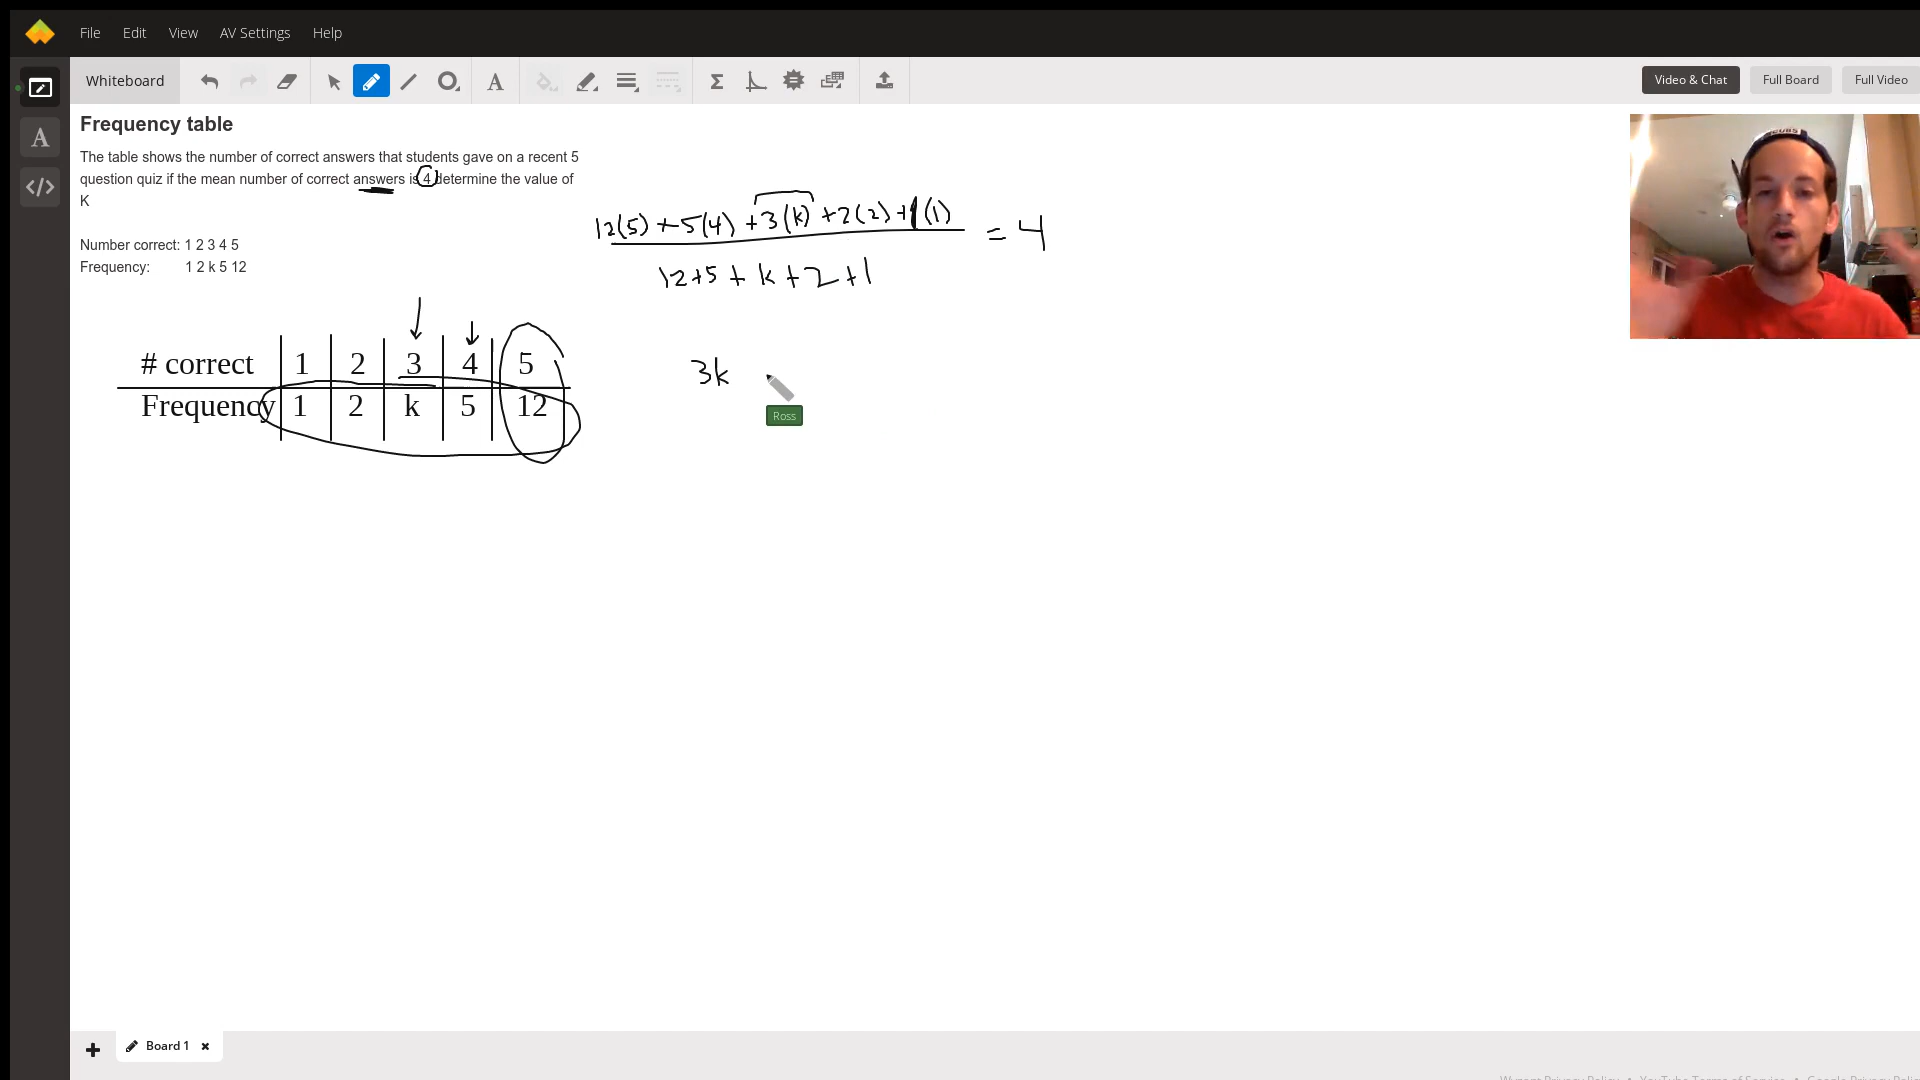 File Edit View AV Settings Help
Whiteboard A Σ Video & Chat Full Board Full Video
A
</>
Frequency table
The table shows the number of correct answers that students gave on a recent 5
question quiz if the mean number of correct answers is 4 determine the value of
K
Number correct: 1 2 3 4 5
Frequency: 1 2 k 5 12
12(5) + 5(4) + 3(k) + 2(2) + 1(1)
= 4
12 + 5 + k + 2 + 1
# correct 1 2 3 4 5
Frequency 1 2 k 5 12
3k
Ross
+ Board 1 ×